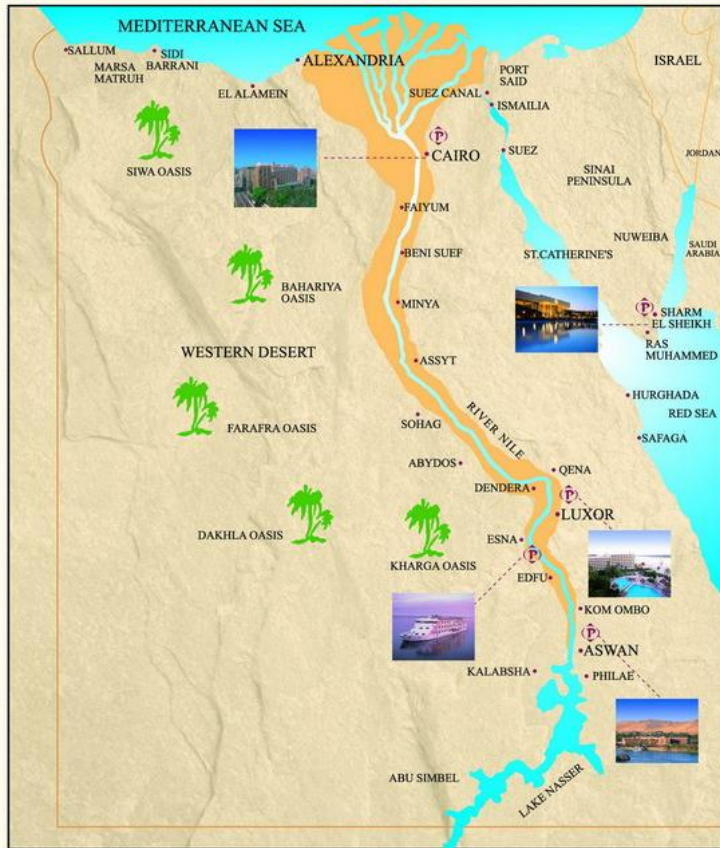 MEDITERRANEAN SEA
SALLUM
SIDI
BARRANI
MARSA
MATRUH
ALEXANDRIA
EL ALAMEIN
PORT
SAID
SUEZ CANAL
ISMAILIA
ISRAEL
SIWA OASIS
P
CAIRO
SUEZ
JORDAN
SINAI
PENINSULA
FAIYUM
NUWEIBA
SAUDI
ARABIA
BENI SUEF
ST.CATHERINE'S
BAHARIYA
OASIS
MINYA
P
SHARM
EL SHEIKH
RAS
MUHAMMED
WESTERN DESERT
ASSYT
HURGHADA
RED SEA
RIVER NILE
SOHAG
FARAFRA OASIS
SAFAGA
ABYDOS
QENA
DENDERA
P
LUXOR
DAKHLA OASIS
ESNA
P
KHARGA OASIS
EDFU
KOM OMBO
P
ASWAN
KALABSHA
PHILAE
ABU SIMBEL
LAKE NASSER